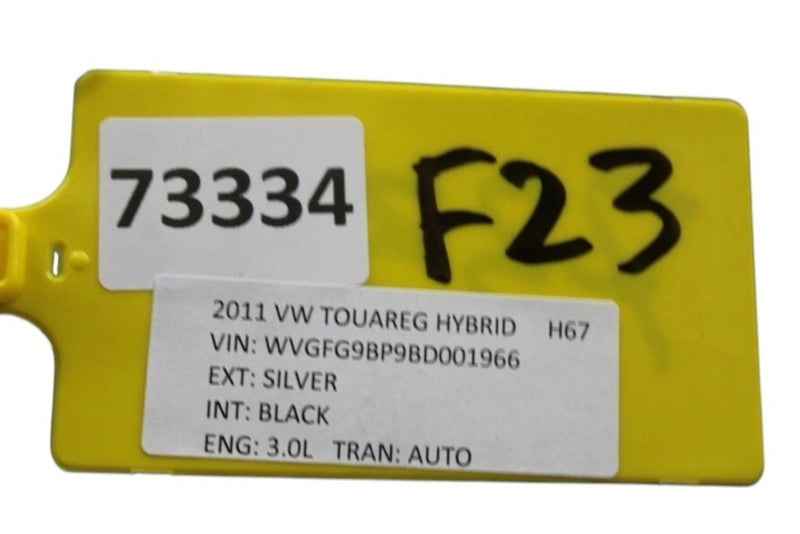 73334
F23
2011 VW TOUAREG HYBRID H67
VIN: WVGFG9BP9BD001966
EXT: SILVER
INT: BLACK
ENG: 3.0L TRAN: AUTO